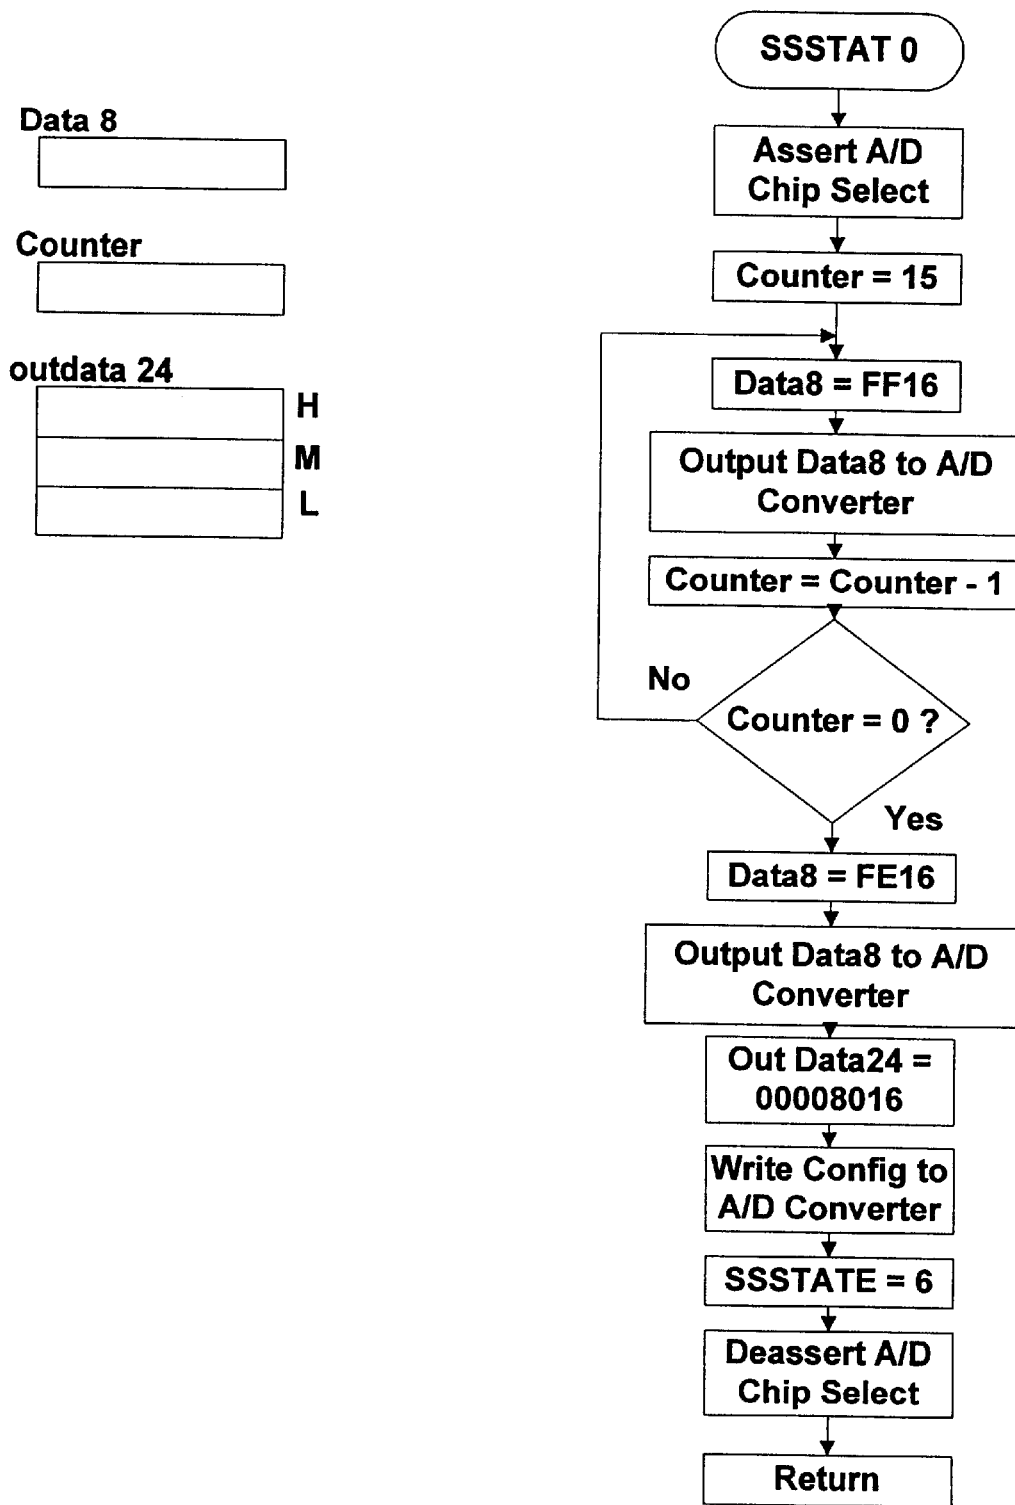 Data 8
Counter
outdata 24
H
M
L
SSSTAT 0
Assert A/D
Chip Select
Counter = 15
Data8 = FF16
Output Data8 to A/D
Converter
Counter = Counter - 1
No
Counter = 0 ?
Yes
Data8 = FE16
Output Data8 to A/D
Converter
Out Data24 =
00008016
Write Config to
A/D Converter
SSSTATE = 6
Deassert A/D
Chip Select
Return